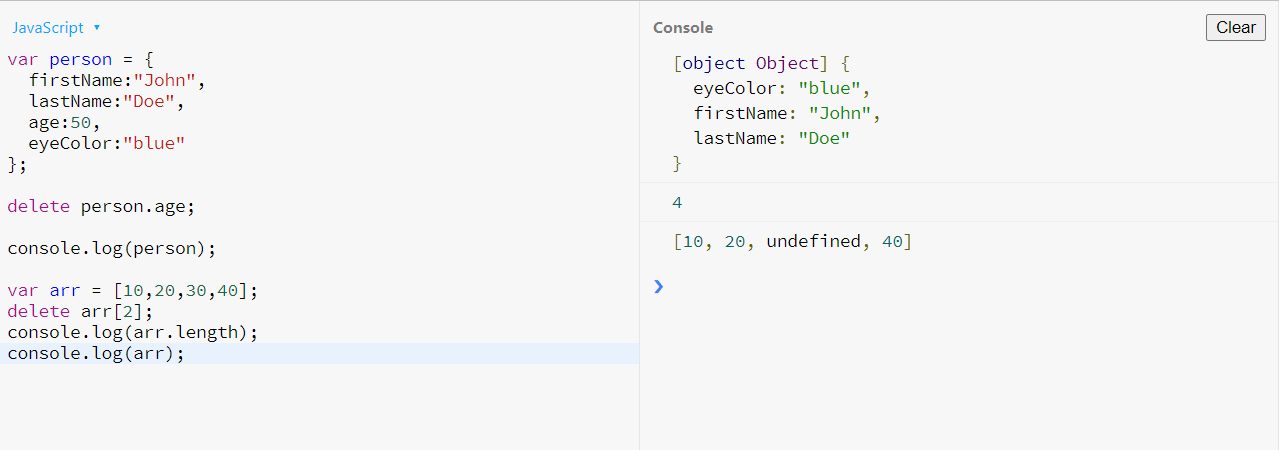 JavaScript ▾
var person = {
  firstName:"John",
  lastName:"Doe",
  age:50,
  eyeColor:"blue"
};
delete person.age;
console.log(person);
var arr = [10,20,30,40];
delete arr[2];
console.log(arr.length);
console.log(arr);
Console
Clear
[object Object] {
  eyeColor: "blue",
  firstName: "John",
  lastName: "Doe"
}
4
[10, 20, undefined, 40]
❯